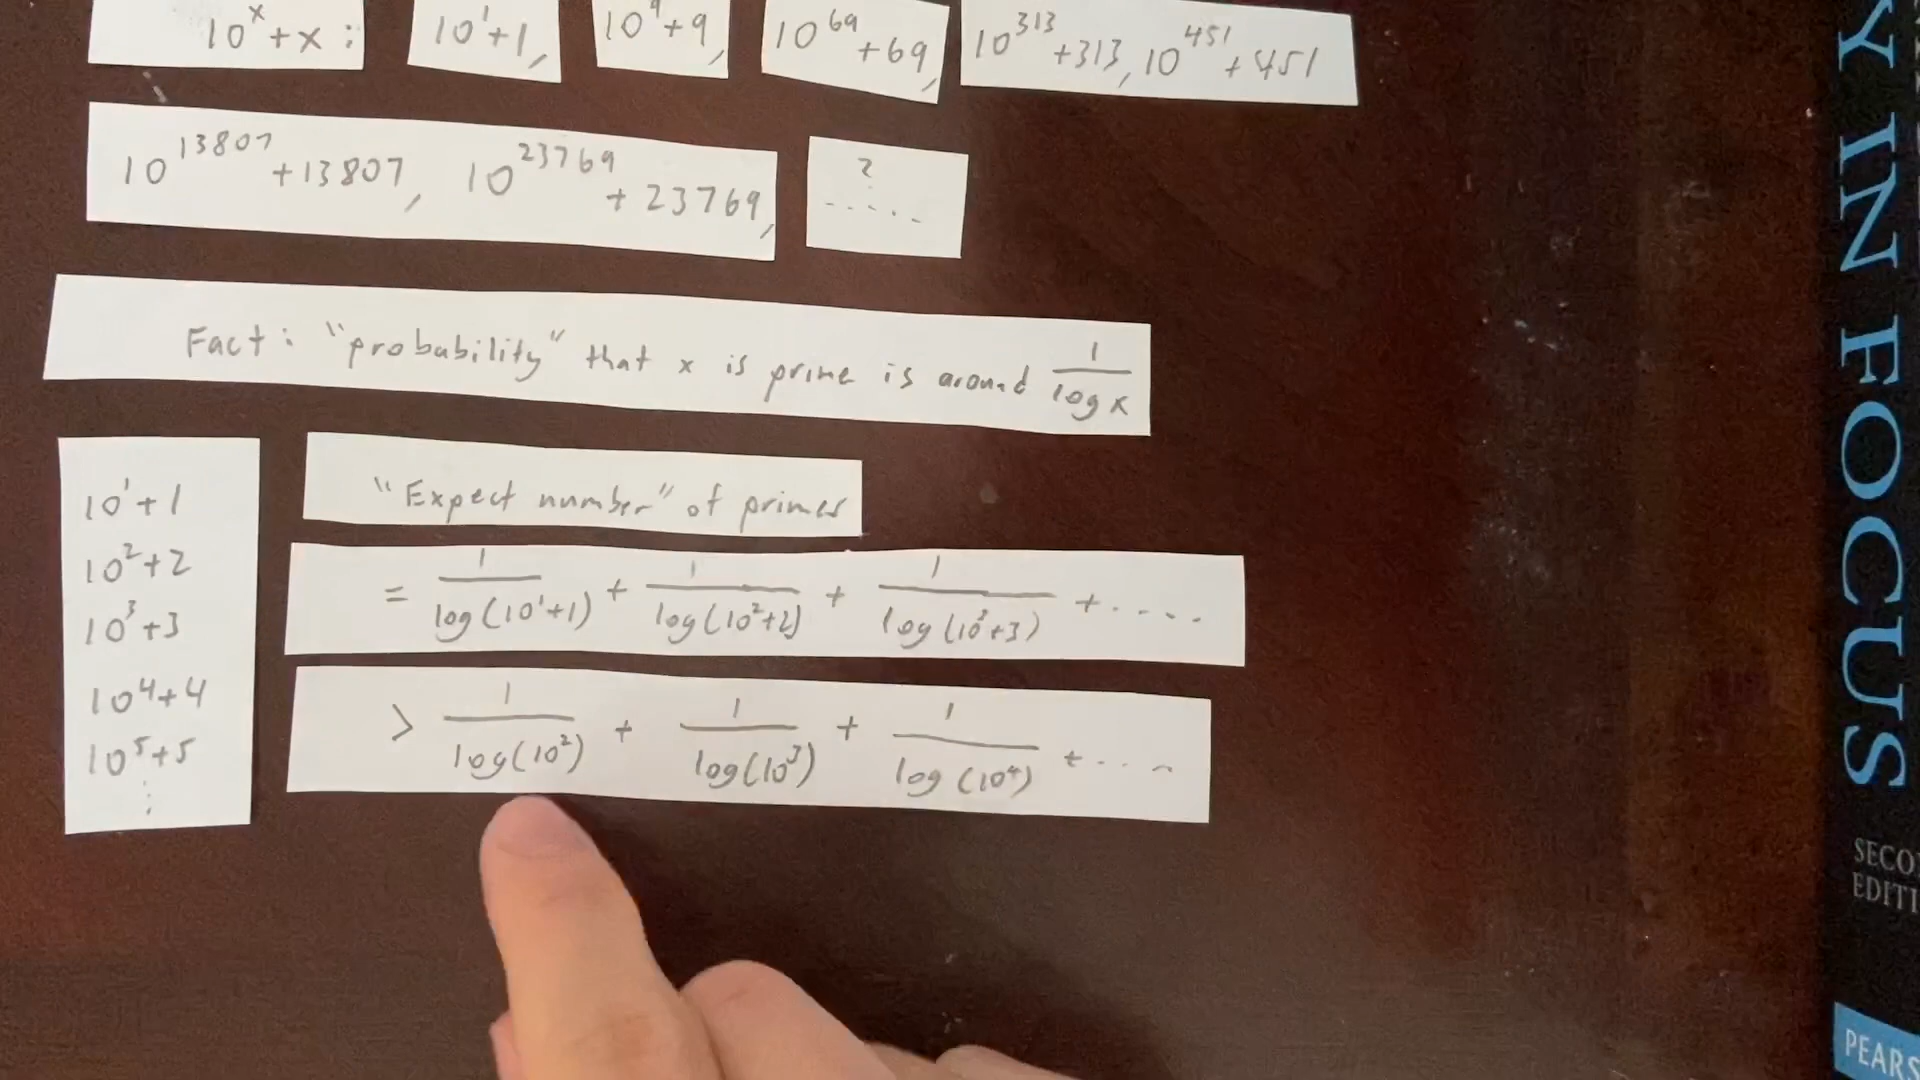 10^x + x : 10^1 + 1, 10^9 + 9, 10^69 + 69, 10^313 + 313, 10^451 + 451
10^13807 + 13807, 10^23769 + 23769, ? .....
Fact: "probability" that x is prime is around 1/log x
"Expect number" of primes
= 1/log(10^1+1) + 1/log(10^2+2) + 1/log(10^3+3) + ....
> 1/log(10^2) + 1/log(10^3) + 1/log(10^4) + ....
10^1+1
10^2+2
10^3+3
10^4+4
10^5+5
⋮
Y IN FOCUS
SECO
EDITI
PEARS